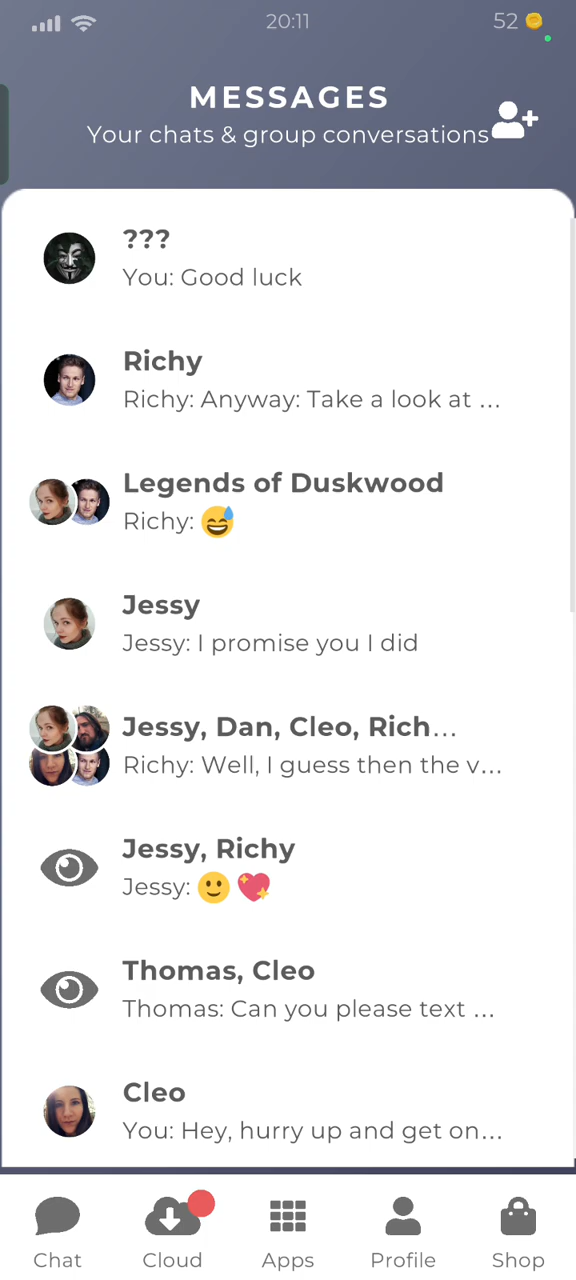 20:11
52
MESSAGES
Your chats & group conversations
???
You: Good luck
Richy
Richy: Anyway: Take a look at ...
Legends of Duskwood
Richy: 😅
Jessy
Jessy: I promise you I did
Jessy, Dan, Cleo, Rich...
Richy: Well, I guess then the v...
Jessy, Richy
Jessy: 🙂 💖
Thomas, Cleo
Thomas: Can you please text ...
Cleo
You: Hey, hurry up and get on...
Chat
Cloud
Apps
Profile
Shop